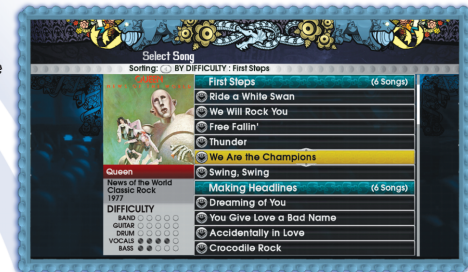 Select Song
Sorting: BY DIFFICULTY : First Steps
First Steps (6 Songs)
Ride a White Swan
We Will Rock You
Free Fallin'
Thunder
We Are the Champions
Swing, Swing
Making Headlines (6 Songs)
Dreaming of You
You Give Love a Bad Name
Accidentally in Love
Crocodile Rock
Queen
News of the World
Classic Rock
1977
DIFFICULTY
BAND
GUITAR
DRUM
VOCALS
BASS